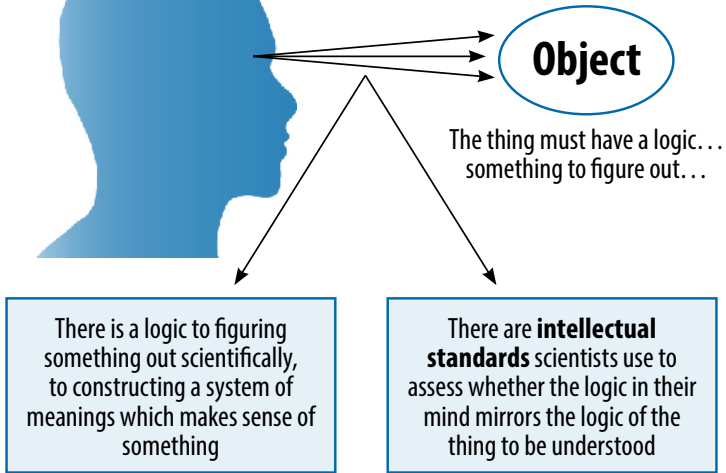 Object
The thing must have a logic…
something to figure out…
There is a logic to figuring
something out scientifically,
to constructing a system of
meanings which makes sense of
something
There are intellectual
standards scientists use to
assess whether the logic in their
mind mirrors the logic of the
thing to be understood